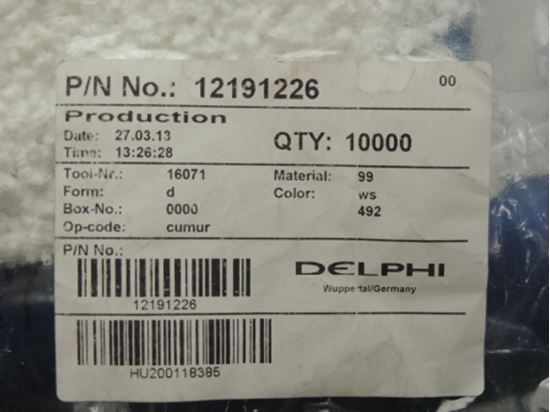 P/N No.: 12191226 00
Production
Date: 27.03.13
Time: 13:26:28
QTY: 10000
Tool-Nr.: 16071 Material: 99
Form: d Color: ws
Box-No.: 0000 492
Op-code: cumur
P/N No.:
12191226
DELPHI
Wuppertal/Germany
HU200118385